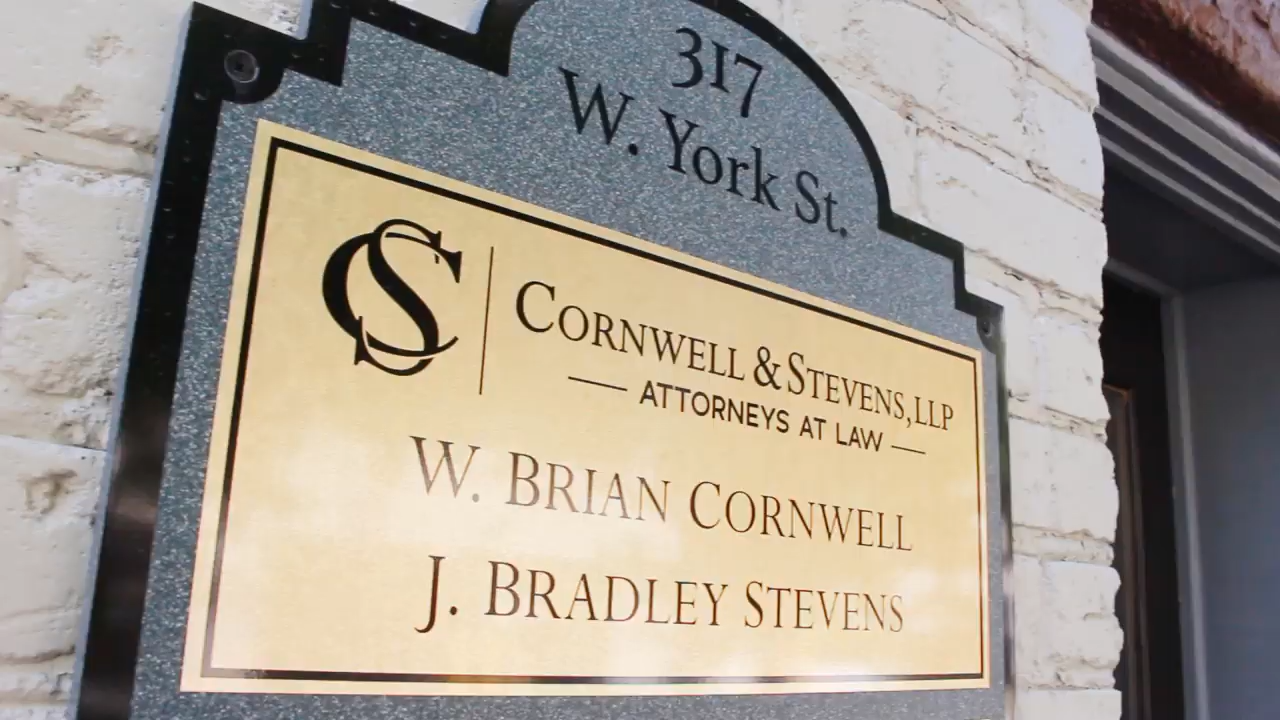 317
W. York St.
CS
CORNWELL & STEVENS, LLP
ATTORNEYS AT LAW
W. BRIAN CORNWELL
J. BRADLEY STEVENS